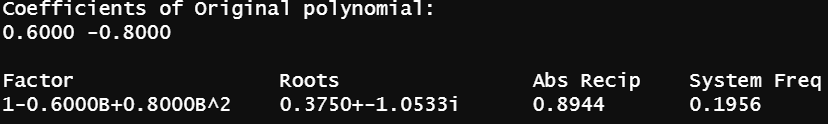 Coefficients of Original polynomial:
0.6000 -0.8000
Factor Roots Abs Recip System Freq
1-0.6000B+0.8000B^2 0.3750+-1.0533i 0.8944 0.1956